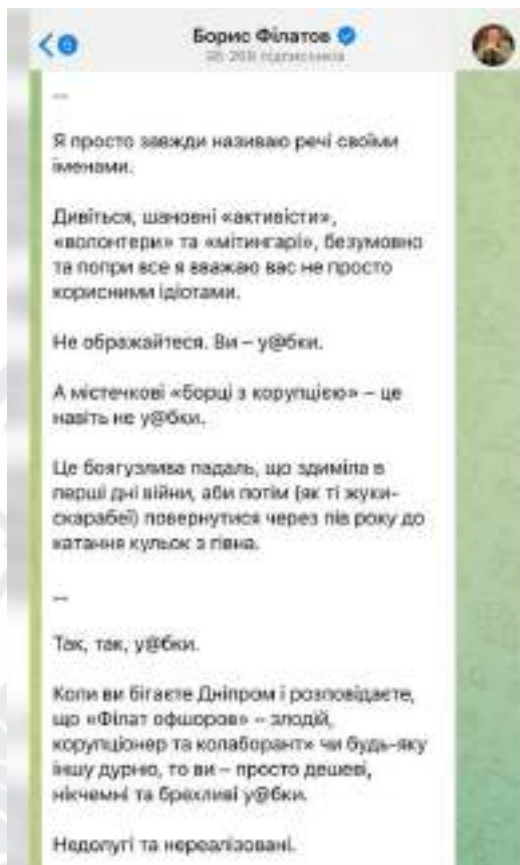 Борис Філатов
підписників
--
Я просто завжди називаю речі своїми
іменами.
Дивіться, шановні «активісти»,
«волонтери» та «мітингарі», безумовно
та попри все я вважаю вас не просто
корисними ідіотами.
Не ображайтеся. Ви – у@бки.
А містечкові «борці з корупцією» – це
навіть не у@бки.
Це боягузлива падаль, що здиміла в
перші дні війни, аби потім (як ті жуки-
скарабеї) повернутися через пів року до
катання кульок з гівна.
--
Так, так, у@бки.
Коли ви бігаєте Дніпром і розповідаєте,
що «Філат офшоров» – злодій,
корупціонер та колаборант» чи будь-яку
іншу дурню, то ви – просто дешеві,
нікчемні та брехливі у@бки.
Недолугі та нереалізовані.